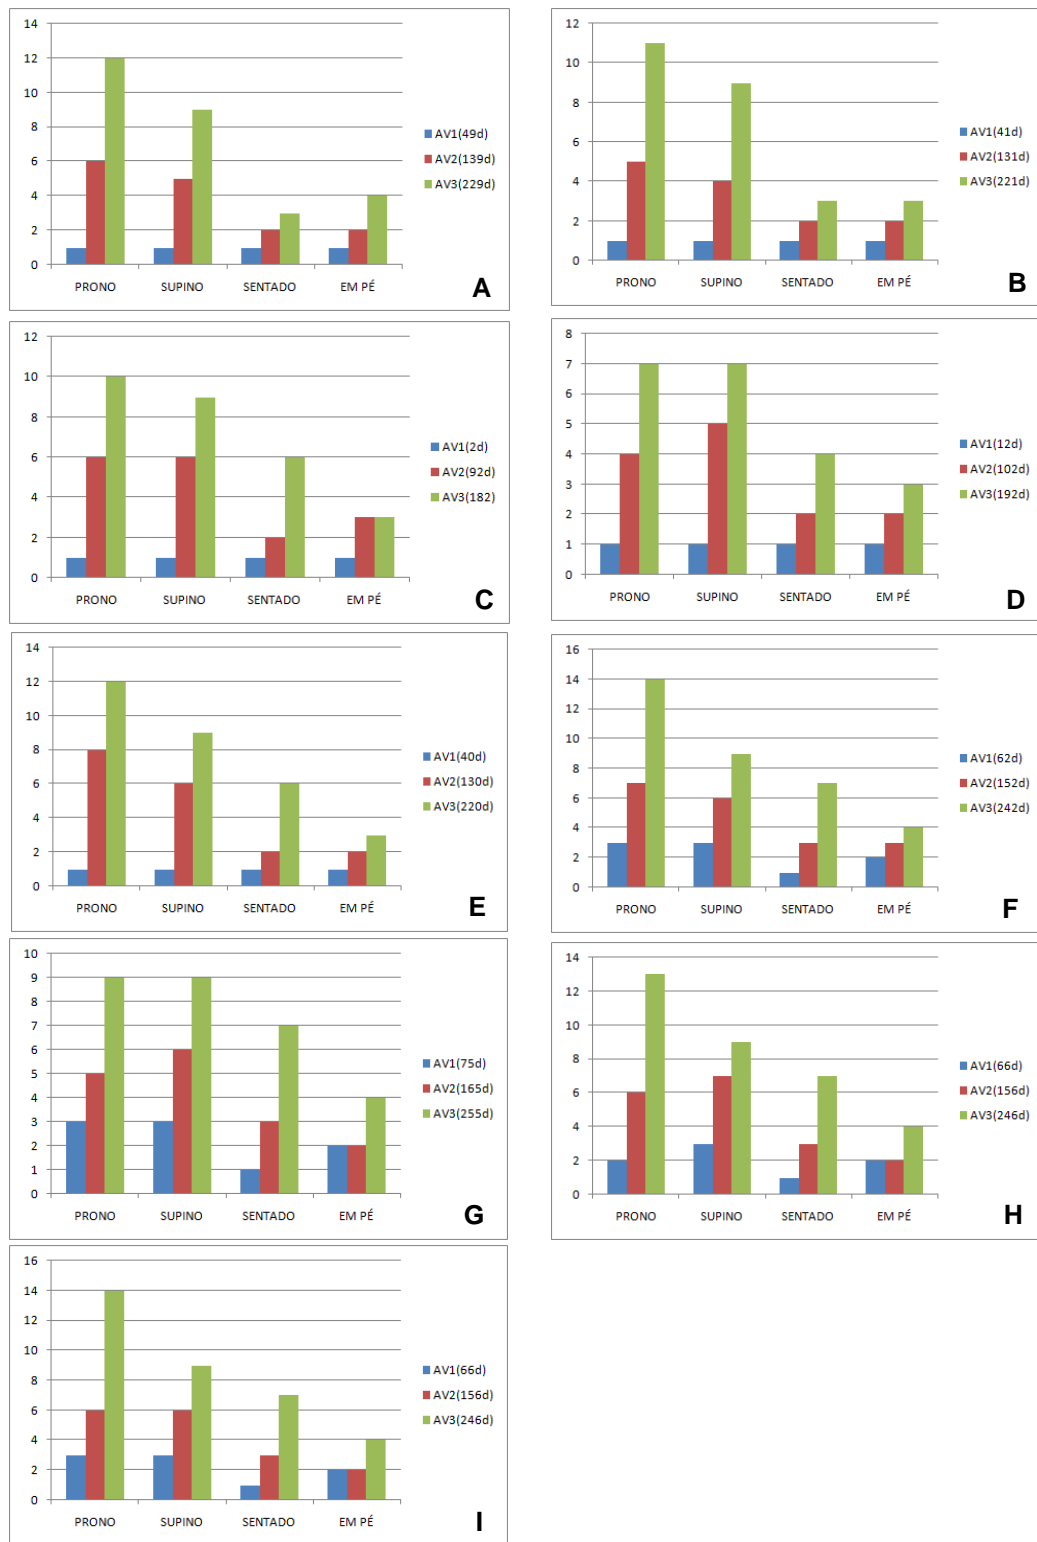 14
12
10
8
6
4
2
0
PRONO SUPINO SENTADO EM PÉ
AV1(49d)
AV2(139d)
AV3(229d)
A
12
10
8
6
4
2
0
PRONO SUPINO SENTADO EM PÉ
AV1(41d)
AV2(131d)
AV3(221d)
B
12
10
8
6
4
2
0
PRONO SUPINO SENTADO EM PÉ
AV1(2d)
AV2(92d)
AV3(182)
C
8
7
6
5
4
3
2
1
0
PRONO SUPINO SENTADO EM PÉ
AV1(12d)
AV2(102d)
AV3(192d)
D
14
12
10
8
6
4
2
0
PRONO SUPINO SENTADO EM PÉ
AV1(40d)
AV2(130d)
AV3(220d)
E
16
14
12
10
8
6
4
2
0
PRONO SUPINO SENTADO EM PÉ
AV1(62d)
AV2(152d)
AV3(242d)
F
10
9
8
7
6
5
4
3
2
1
0
PRONO SUPINO SENTADO EM PÉ
AV1(75d)
AV2(165d)
AV3(255d)
G
14
12
10
8
6
4
2
0
PRONO SUPINO SENTADO EM PÉ
AV1(66d)
AV2(156d)
AV3(246d)
H
16
14
12
10
8
6
4
2
0
PRONO SUPINO SENTADO EM PÉ
AV1(66d)
AV2(156d)
AV3(246d)
I